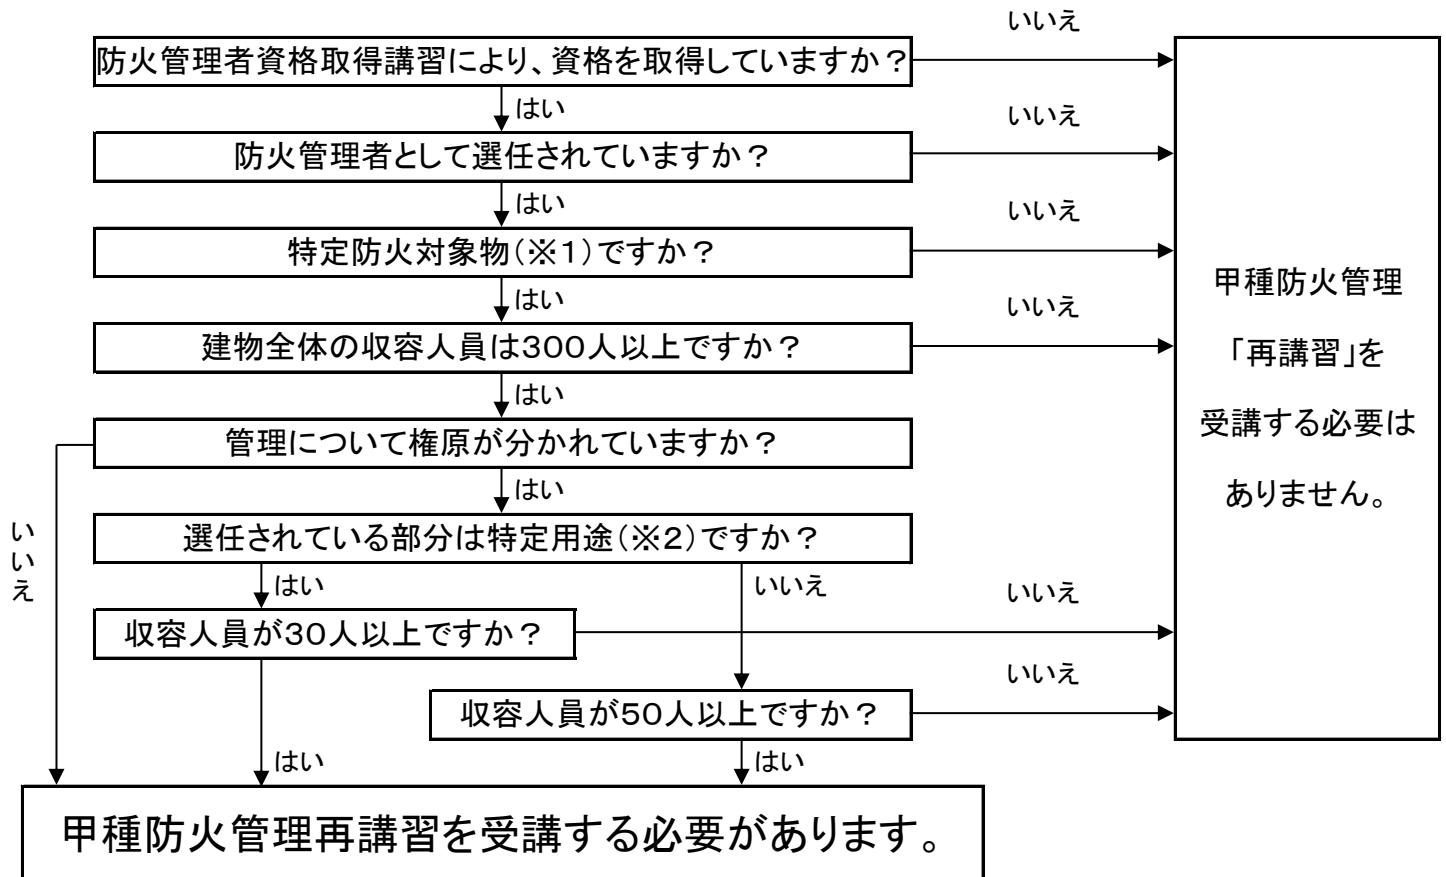 いいえ
防火管理者資格取得講習により、資格を取得していますか？
はい
いいえ
防火管理者として選任されていますか？
はい
いいえ
特定防火対象物(※1)ですか？
はい
いいえ
建物全体の収容人員は300人以上ですか？
はい
管理について権原が分かれていますか？
はい
いいえ
選任されている部分は特定用途(※2)ですか？
はい
いいえ
いいえ
収容人員が30人以上ですか？
いいえ
収容人員が50人以上ですか？
はい
はい
甲種防火管理
「再講習」を
受講する必要は
ありません。
甲種防火管理再講習を受講する必要があります。